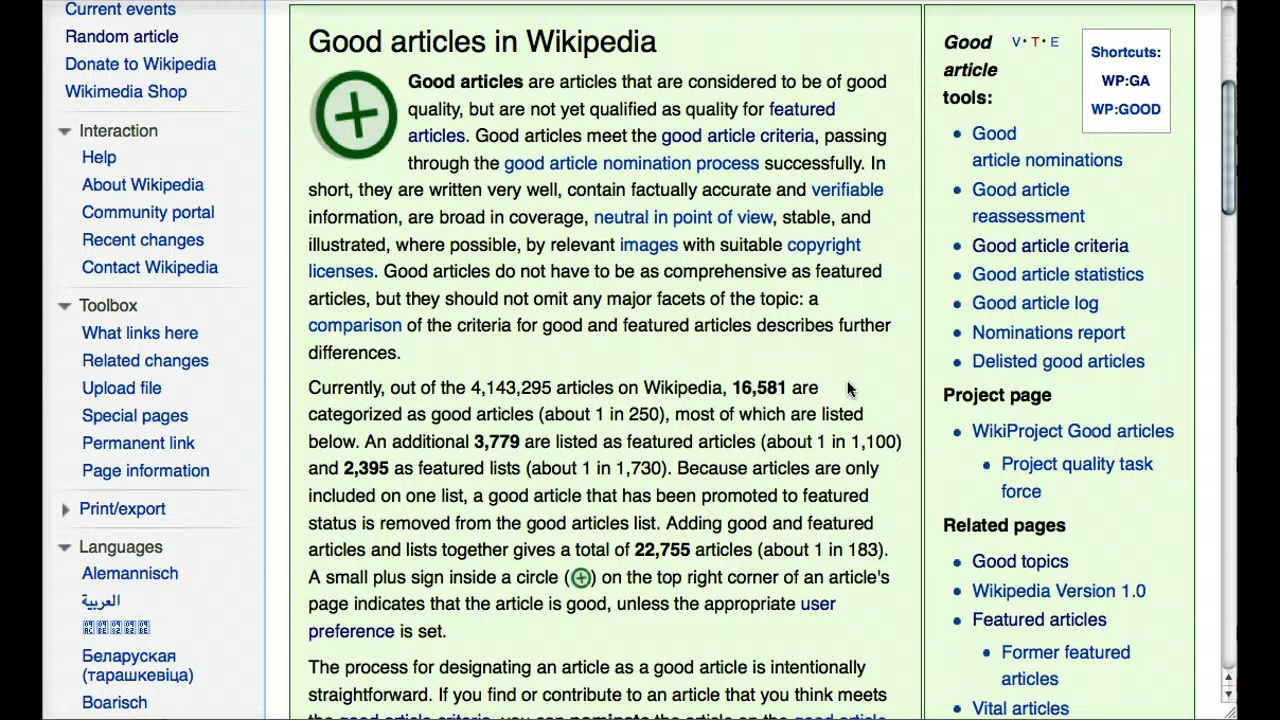 Current events
Random article
Donate to Wikipedia
Wikimedia Shop
Interaction
Help
About Wikipedia
Community portal
Recent changes
Contact Wikipedia
Toolbox
What links here
Related changes
Upload file
Special pages
Permanent link
Page information
Print/export
Languages
Alemannisch
العربية
Беларуская
(тарашкевіца)
Boarisch
Good articles in Wikipedia
Good articles are articles that are considered to be of good
quality, but are not yet qualified as quality for featured
articles. Good articles meet the good article criteria, passing
through the good article nomination process successfully. In
short, they are written very well, contain factually accurate and verifiable
information, are broad in coverage, neutral in point of view, stable, and
illustrated, where possible, by relevant images with suitable copyright
licenses. Good articles do not have to be as comprehensive as featured
articles, but they should not omit any major facets of the topic: a
comparison of the criteria for good and featured articles describes further
differences.
Currently, out of the 4,143,295 articles on Wikipedia, 16,581 are
categorized as good articles (about 1 in 250), most of which are listed
below. An additional 3,779 are listed as featured articles (about 1 in 1,100)
and 2,395 as featured lists (about 1 in 1,730). Because articles are only
included on one list, a good article that has been promoted to featured
status is removed from the good articles list. Adding good and featured
articles and lists together gives a total of 22,755 articles (about 1 in 183).
A small plus sign inside a circle (⊕) on the top right corner of an article's
page indicates that the article is good, unless the appropriate user
preference is set.
The process for designating an article as a good article is intentionally
straightforward. If you find or contribute to an article that you think meets
the good article criteria, you can nominate the article on the good article
Good
article
tools:
V · T · E
Shortcuts:
WP:GA
WP:GOOD
Good
article nominations
Good article
reassessment
Good article criteria
Good article statistics
Good article log
Nominations report
Delisted good articles
Project page
WikiProject Good articles
Project quality task
force
Related pages
Good topics
Wikipedia Version 1.0
Featured articles
Former featured
articles
Vital articles